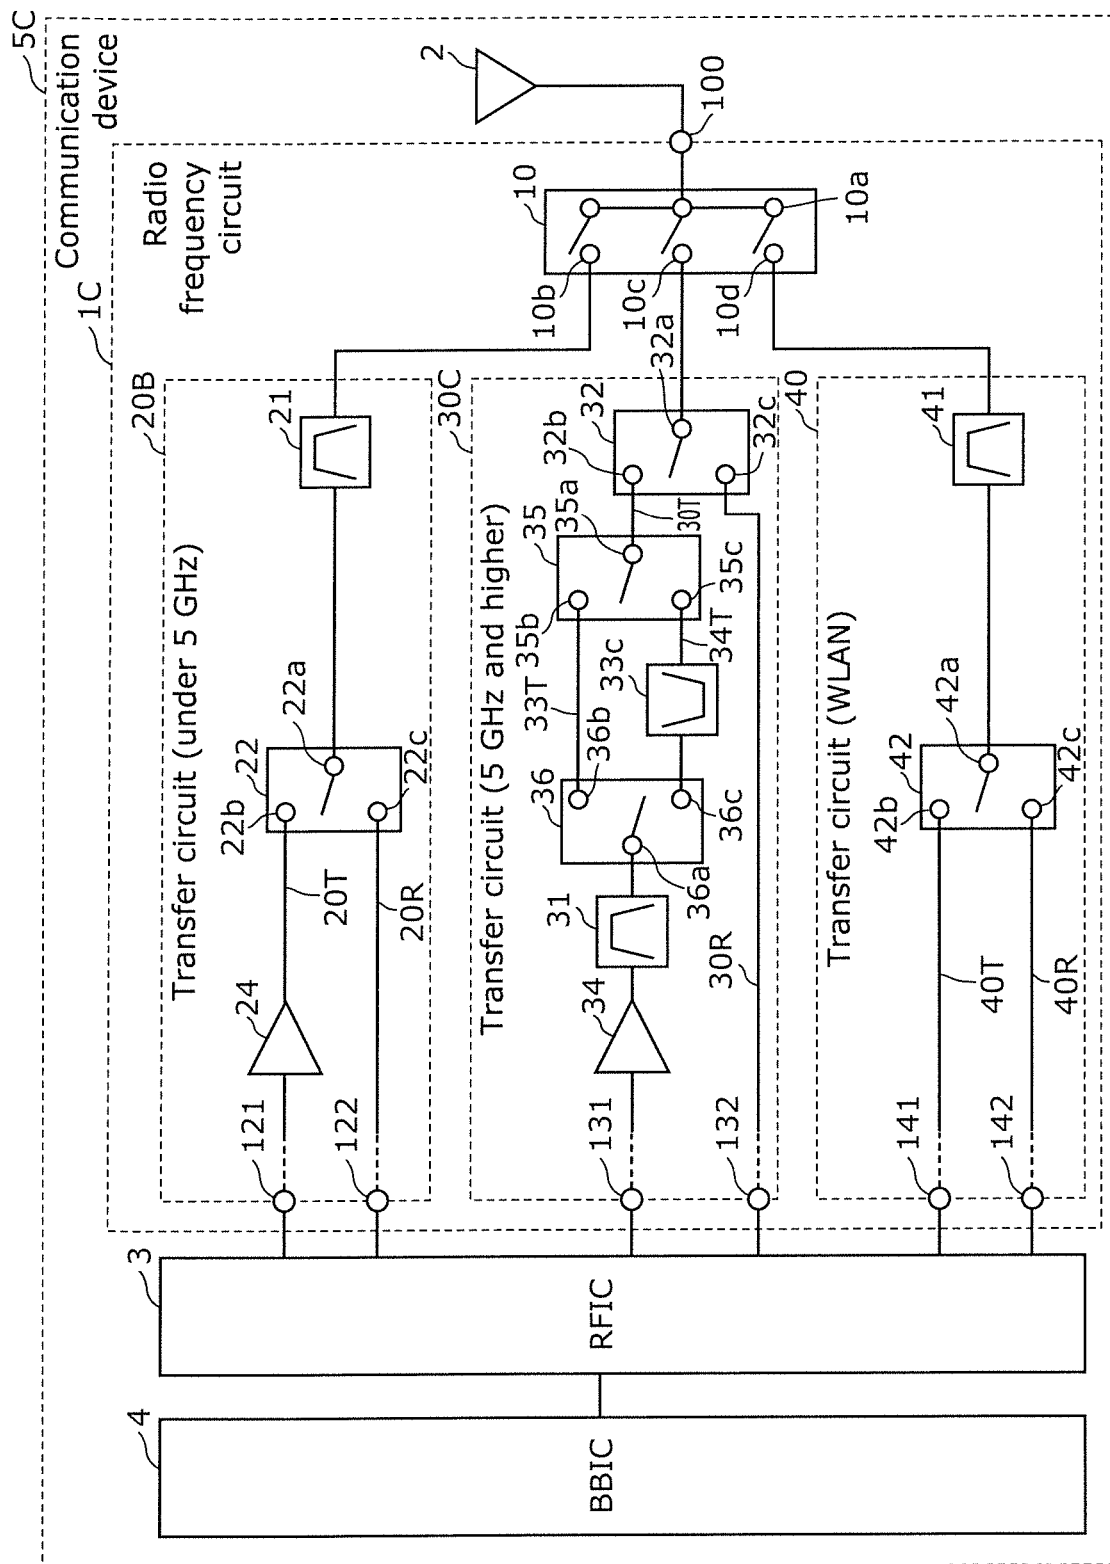 5C
Communication
device
1C
Radio
frequency
circuit
2
100
10
10a
10b
10c
10d
20B
Transfer circuit (under 5 GHz)
21
22
22a
22b
22c
20T
20R
24
121
122
30C
Transfer circuit (5 GHz and higher)
32
32a
32b
32c
30T
35
35a
35b
35c
33T
34T
33c
36
36a
36b
36c
31
34
30R
131
132
40
Transfer circuit (WLAN)
41
42
42a
42b
42c
40T
40R
141
142
3
RFIC
4
BBIC